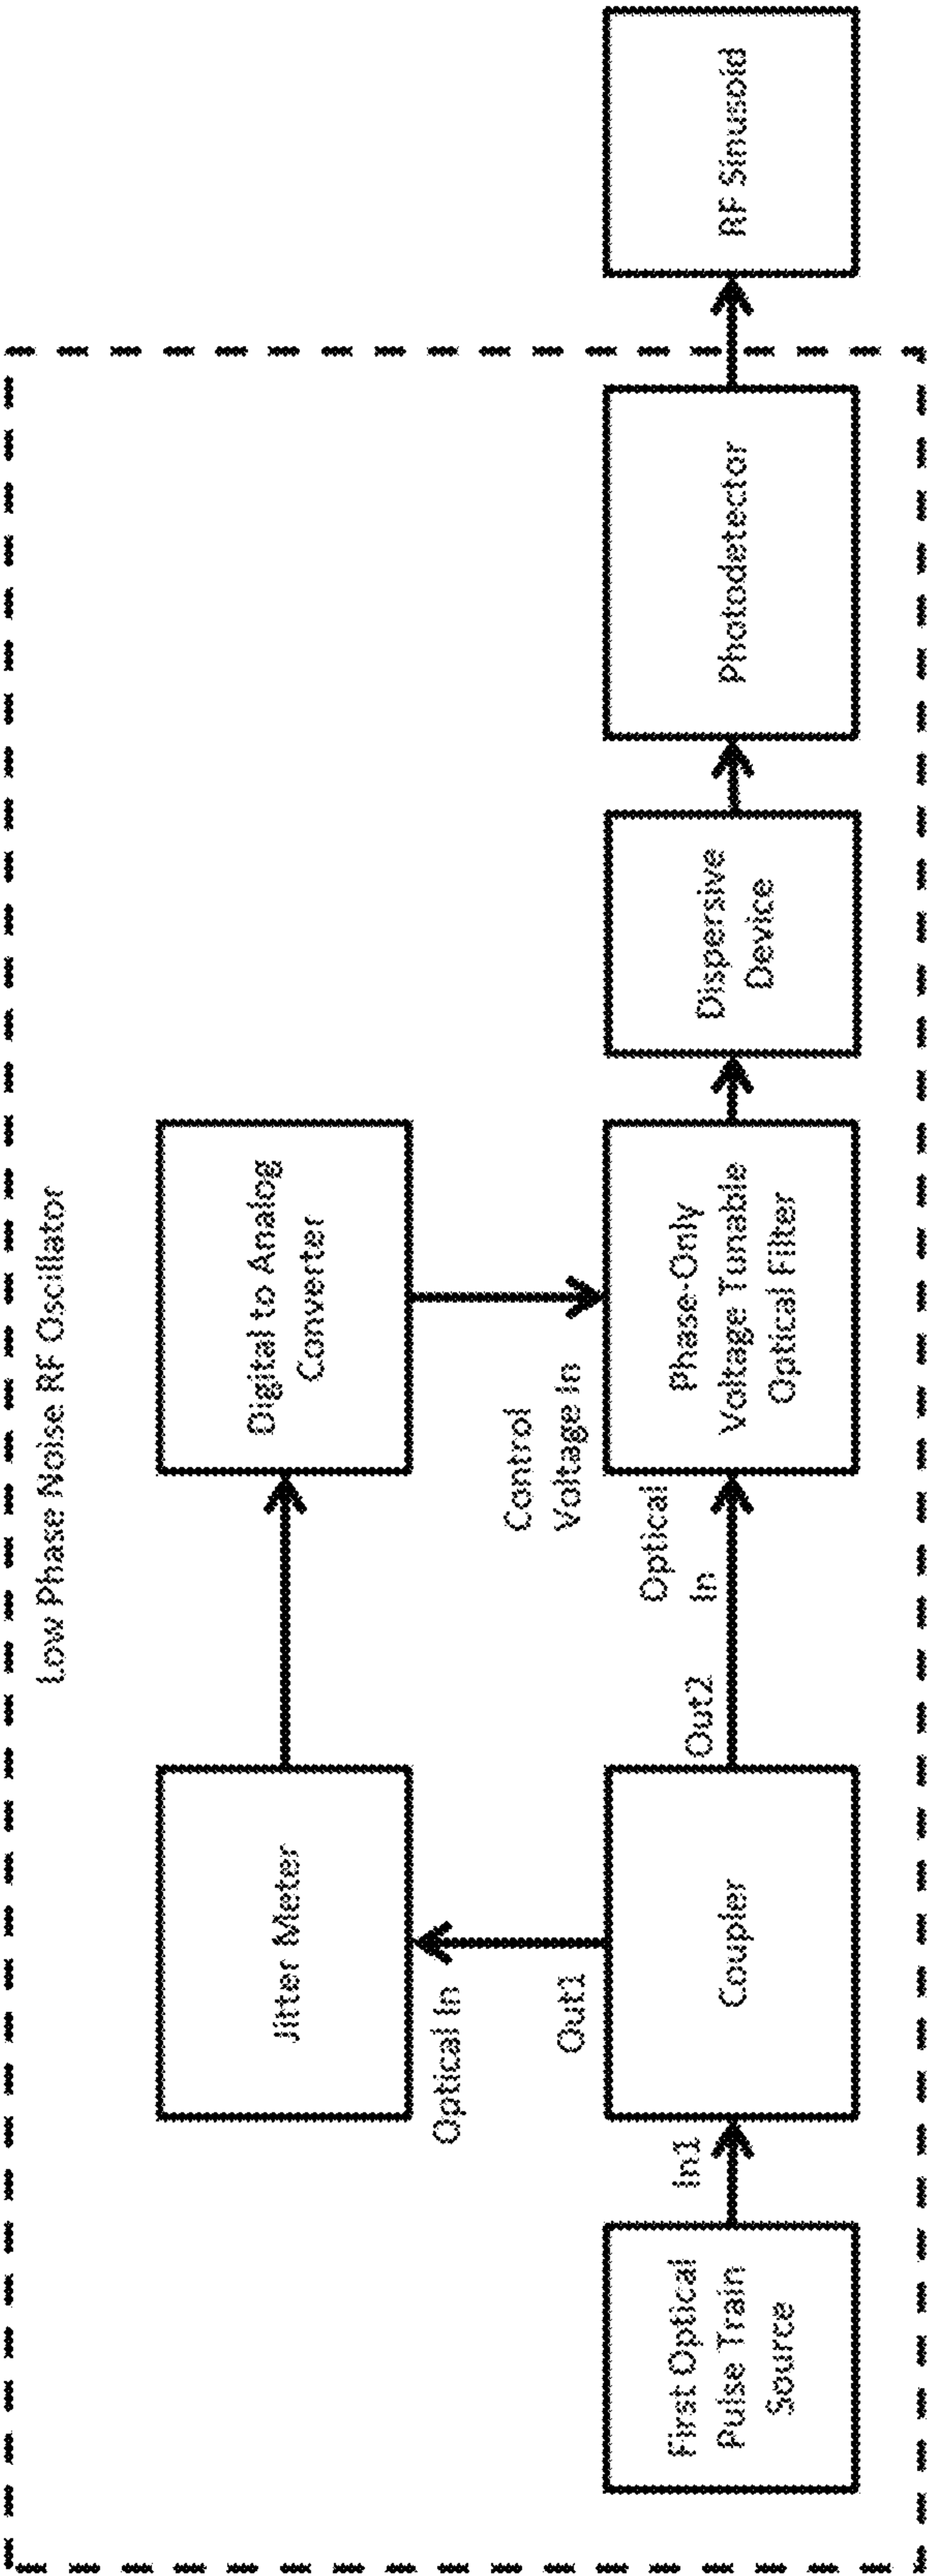 Low Phase Noise RF Oscillator
Jitter Meter
Digital to Analog
Converter
Optical In
Out1
Control
Voltage In
First Optical
Pulse Train
Source
In1
Coupler
Out2
Optical
In
Phase-Only
Voltage Tunable
Optical Filter
Dispersive
Device
Photodetector
RF Sinusoid